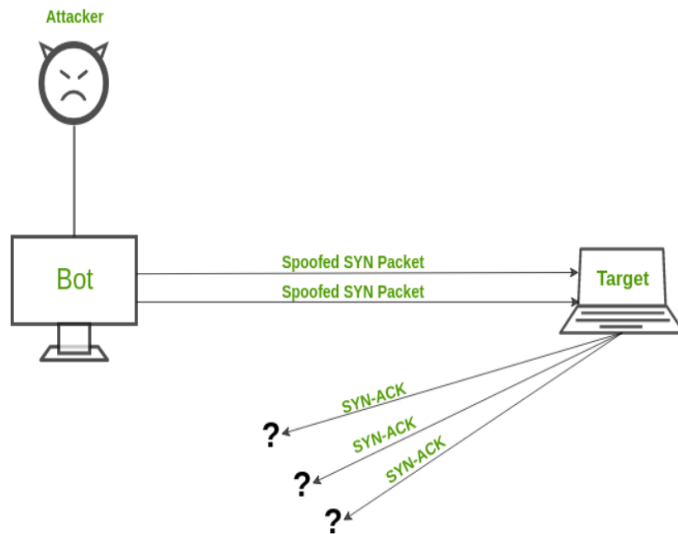 Attacker
Bot
Spoofed SYN Packet
Spoofed SYN Packet
Target
SYN-ACK
SYN-ACK
SYN-ACK
?
?
?